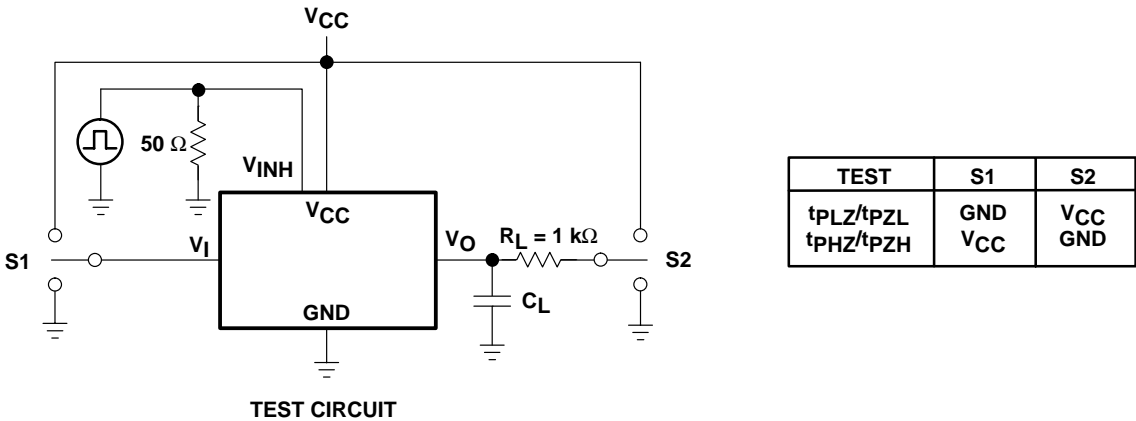 VCC
50 Ω
VINH
VCC
VI
VO
RL = 1 kΩ
S1
S2
CL
GND
TEST CIRCUIT
TEST S1 S2
tPLZ/tPZL GND VCC
tPHZ/tPZH VCC GND